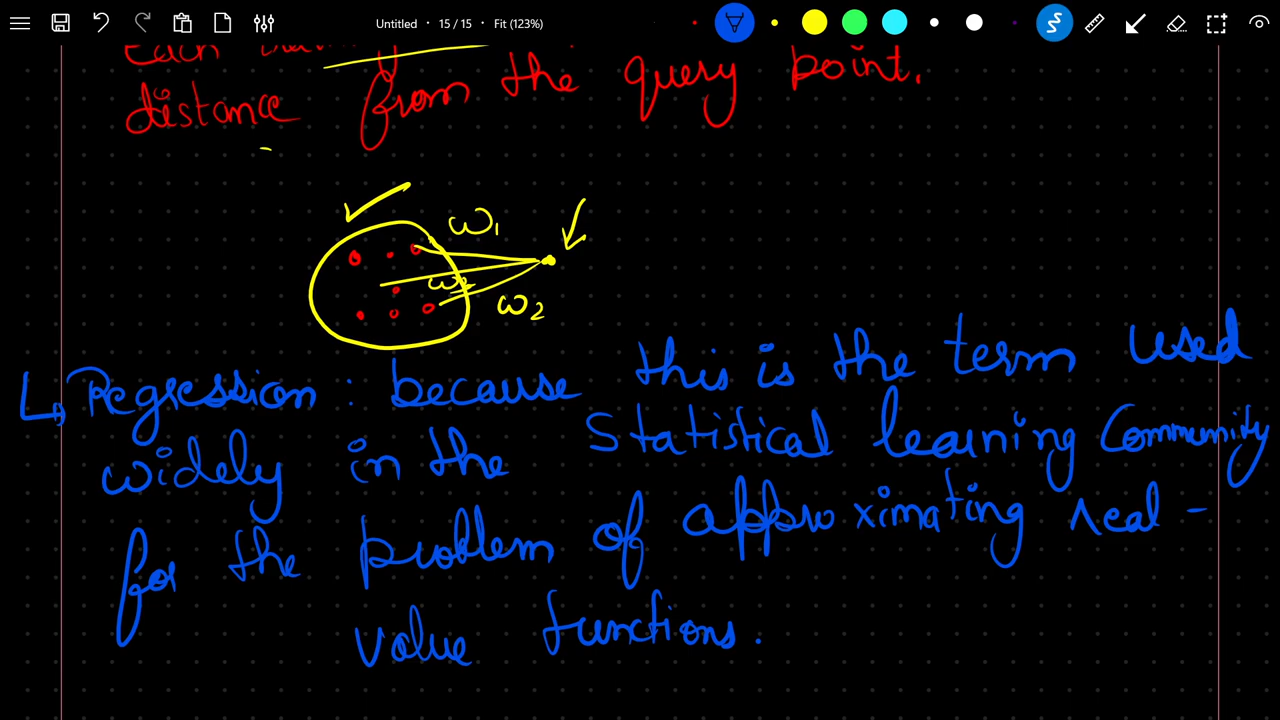 Untitled • 15 / 15 • Fit (123%)
Each
distance from the query point.
ω1
ω2
Regression : because this is the term used
widely in the Statistical learning Community
for the problem of approximating real -
value functions.